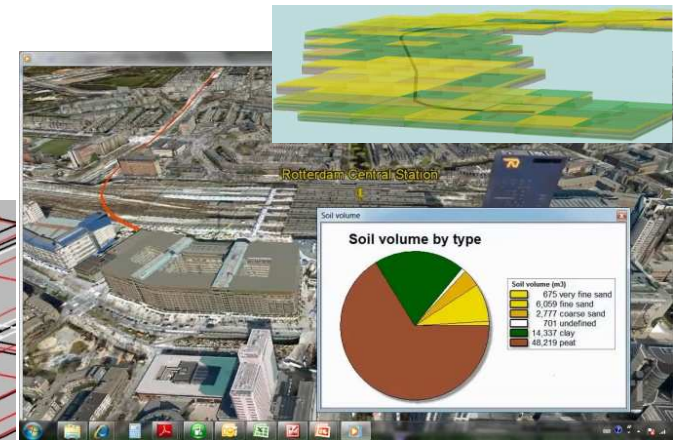 Rotterdam Central Station
70
Soil volume
Soil volume by type
Soil volume (m3)
675 very fine sand
6,059 fine sand
2,777 coarse sand
701 undefined
14,337 clay
48,219 peat